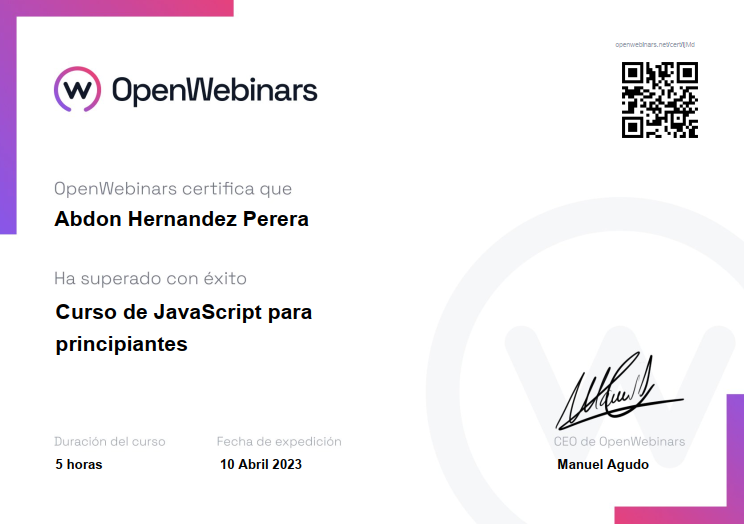 openwebinars.net/cert/ljMd
OpenWebinars
OpenWebinars certifica que
Abdon Hernandez Perera
Ha superado con éxito
Curso de JavaScript para
principiantes
Duración del curso
Fecha de expedición
CEO de OpenWebinars
5 horas
10 Abril 2023
Manuel Agudo